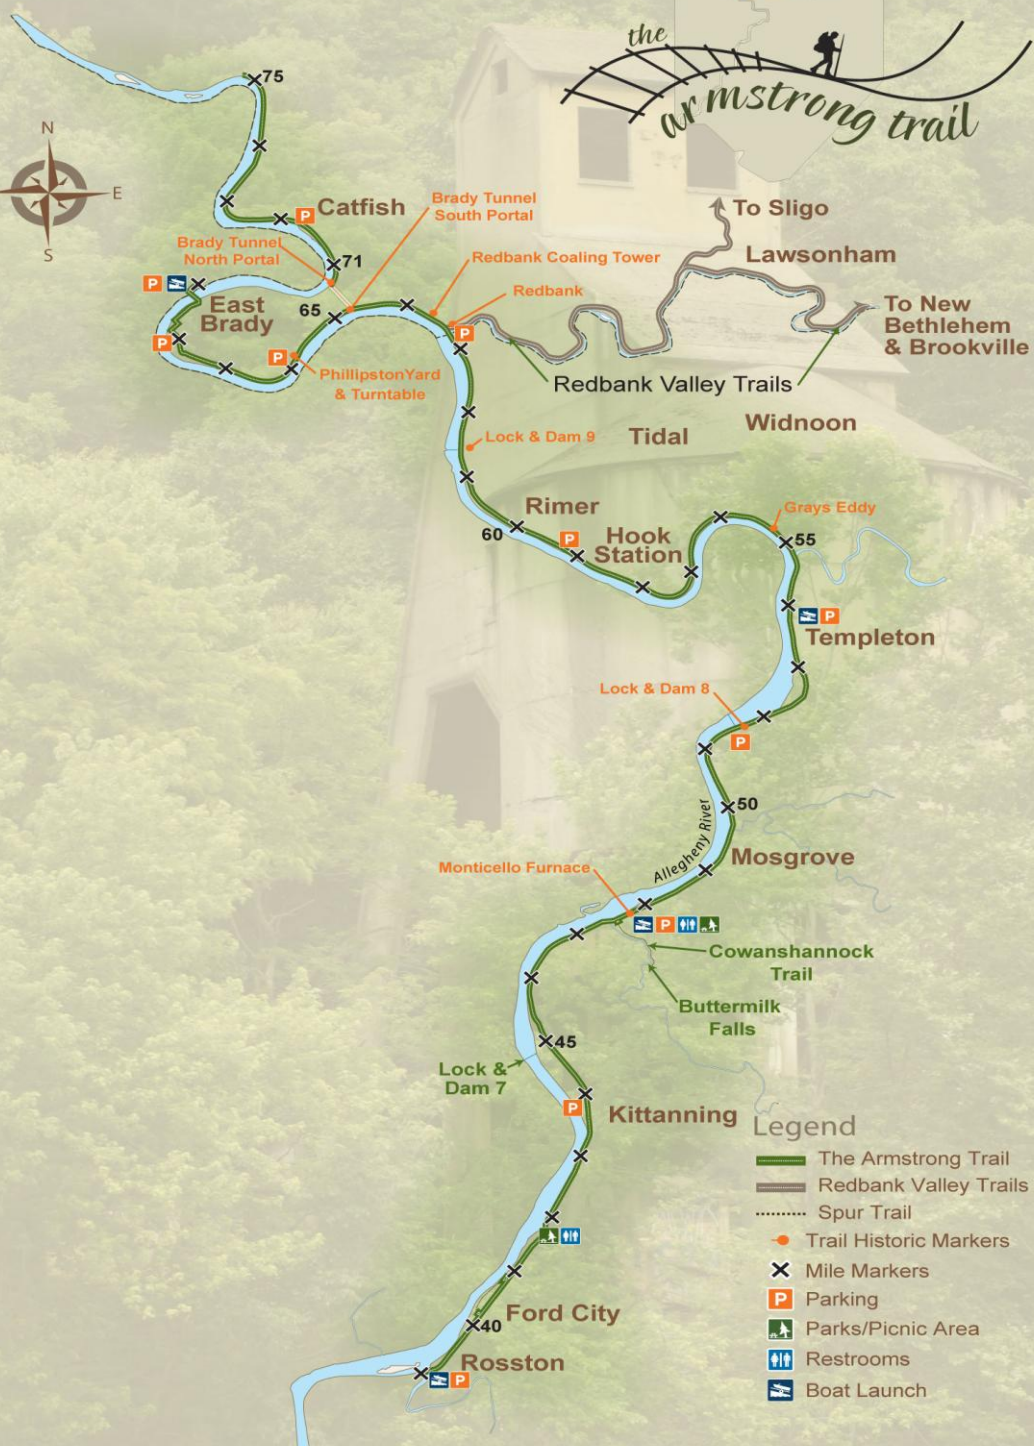 the
armstrong trail
75
N
E
S
Catfish
P
Brady Tunnel
South Portal
To Sligo
Brady Tunnel
North Portal
71
Redbank Coaling Tower
Lawsonham
P
East
Brady
65
Redbank
To New
Bethlehem
& Brookville
P
P
P
PhillipstonYard
& Turntable
Redbank Valley Trails
Lock & Dam 9
Tidal
Widnoon
Rimer
60
P
Hook
Station
Grays Eddy
55
P
Templeton
Lock & Dam 8
P
50
Allegheny River
Mosgrove
Monticello Furnace
P
Cowanshannock
Trail
Buttermilk
Falls
45
Lock &
Dam 7
P
Kittanning
Ford City
40
Rosston
P
Legend
The Armstrong Trail
Redbank Valley Trails
Spur Trail
Trail Historic Markers
Mile Markers
P Parking
Parks/Picnic Area
Restrooms
Boat Launch